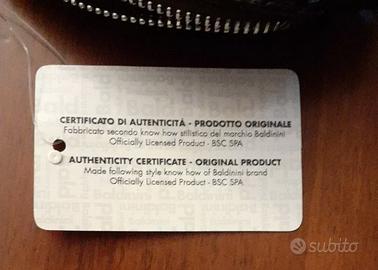 CERTIFICATO DI AUTENTICITÀ - PRODOTTO ORIGINALE
Fabbricato secondo know how stilistico del marchio Baldinini
Officially Licensed Product - BSC SPA
AUTHENTICITY CERTIFICATE - ORIGINAL PRODUCT
Made following style know how of Baldinini brand
Officially Licensed Product - BSC SPA
subito